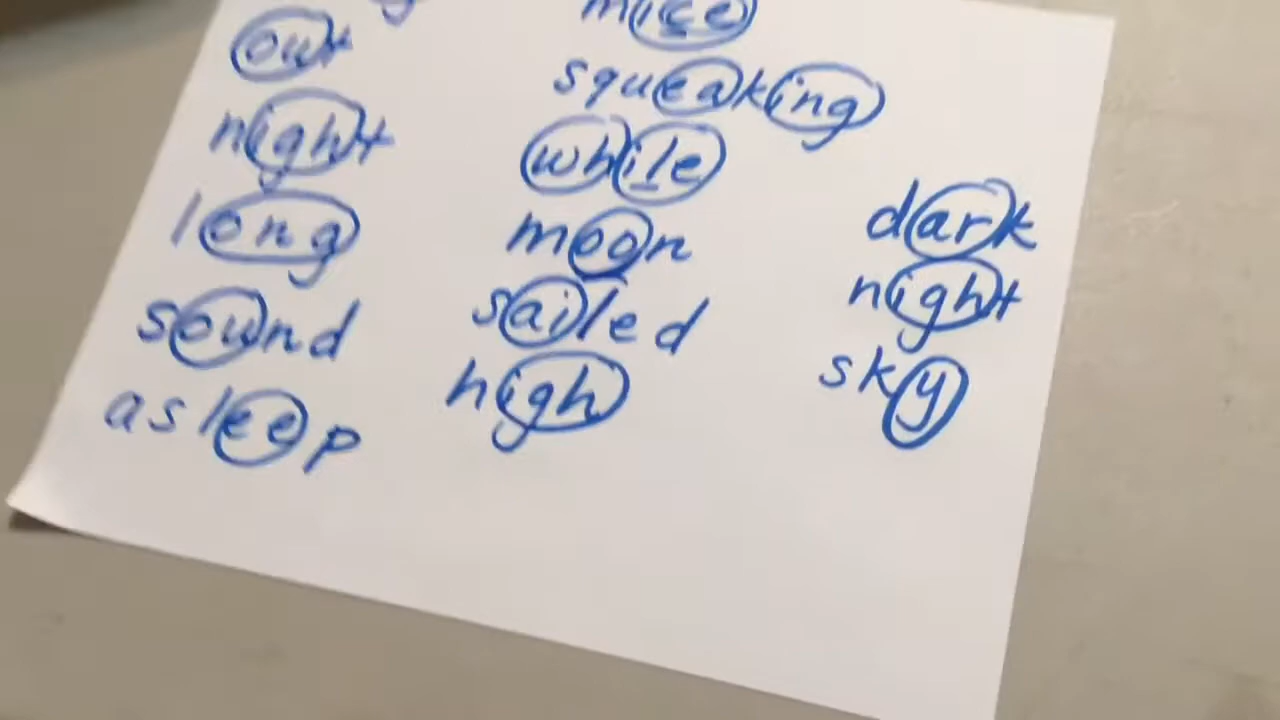 out
night
long
sound
asleep
mice
squeaking
while
moon
sailed
high
dark
night
sky